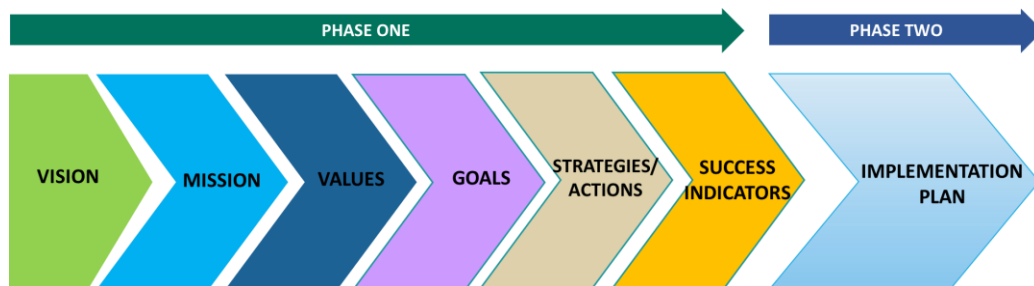 PHASE ONE
PHASE TWO
VISION
MISSION
VALUES
GOALS
STRATEGIES/
ACTIONS
SUCCESS
INDICATORS
IMPLEMENTATION
PLAN